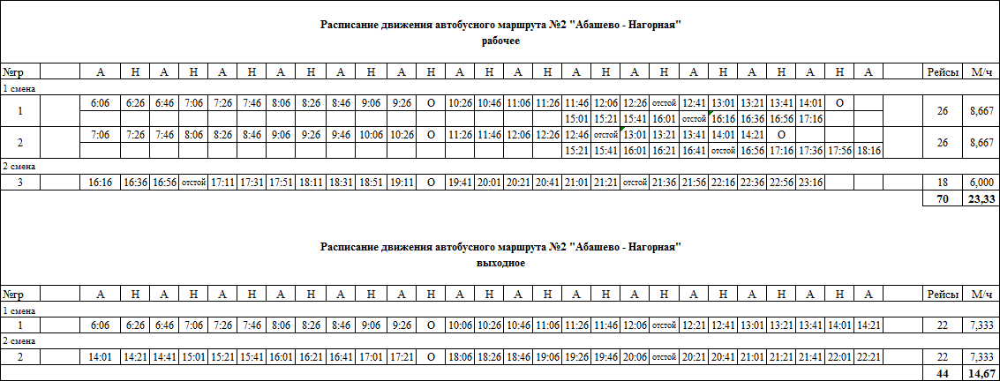 Расписание движения автобусного маршрута №2 "Абашево - Нагорная"
рабочее
№гр А Н А Н А Н А Н А Н А Н А Н А Н А Н А Н А Н А Н А Н А Рейсы М/ч
1 смена
1 6:06 6:26 6:46 7:06 7:26 7:46 8:06 8:26 8:46 9:06 9:26 О 10:26 10:46 11:06 11:26 11:46 12:06 12:26 отстой 12:41 13:01 13:21 13:41 14:01 О 26 8,667
15:01 15:21 15:41 16:01 отстой 16:16 16:36 16:56 17:16
2 7:06 7:26 7:46 8:06 8:26 8:46 9:06 9:26 9:46 10:06 10:26 О 11:26 11:46 12:06 12:26 12:46 отстой 13:01 13:21 13:41 14:01 14:21 О 26 8,667
15:21 15:41 16:01 16:21 16:41 отстой 16:56 17:16 17:36 17:56 18:16
2 смена
3 16:16 16:36 16:56 отстой 17:11 17:31 17:51 18:11 18:31 18:51 19:11 О 19:41 20:01 20:21 20:41 21:01 21:21 отстой 21:36 21:56 22:16 22:36 22:56 23:16 18 6,000
70 23,33
Расписание движения автобусного маршрута №2 "Абашево - Нагорная"
выходное
№гр А Н А Н А Н А Н А Н А Н А Н А Н А Н А Н А Н А Н А Н А Рейсы М/ч
1 смена
1 6:06 6:26 6:46 7:06 7:26 7:46 8:06 8:26 8:46 9:06 9:26 О 10:06 10:26 10:46 11:06 11:26 11:46 12:06 отстой 12:21 12:41 13:01 13:21 13:41 14:01 14:21 22 7,333
2 смена
2 14:01 14:21 14:41 15:01 15:21 15:41 16:01 16:21 16:41 17:01 17:21 О 18:06 18:26 18:46 19:06 19:26 19:46 20:06 отстой 20:21 20:41 21:01 21:21 21:41 22:01 22:21 22 7,333
44 14,67